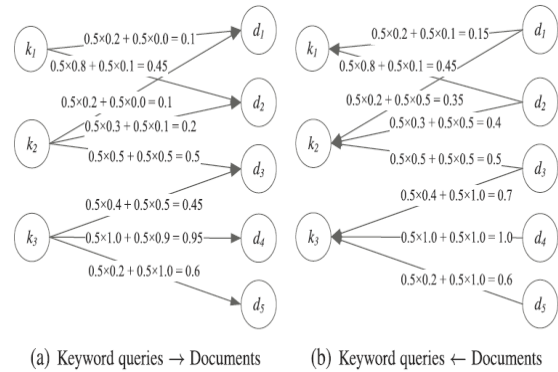 k1
0.5×0.2 + 0.5×0.0 = 0.1
d1
0.5×0.8 + 0.5×0.1 = 0.45
0.5×0.2 + 0.5×0.0 = 0.1
d2
0.5×0.3 + 0.5×0.1 = 0.2
k2
0.5×0.5 + 0.5×0.5 = 0.5
d3
0.5×0.4 + 0.5×0.5 = 0.45
k3
0.5×1.0 + 0.5×0.9 = 0.95
d4
0.5×0.2 + 0.5×1.0 = 0.6
d5
(a) Keyword queries → Documents
k1
0.5×0.2 + 0.5×0.1 = 0.15
d1
0.5×0.8 + 0.5×0.1 = 0.45
0.5×0.2 + 0.5×0.5 = 0.35
d2
0.5×0.3 + 0.5×0.5 = 0.4
k2
0.5×0.5 + 0.5×0.5 = 0.5
d3
0.5×0.4 + 0.5×1.0 = 0.7
k3
0.5×1.0 + 0.5×1.0 = 1.0
d4
0.5×0.2 + 0.5×1.0 = 0.6
d5
(b) Keyword queries ← Documents